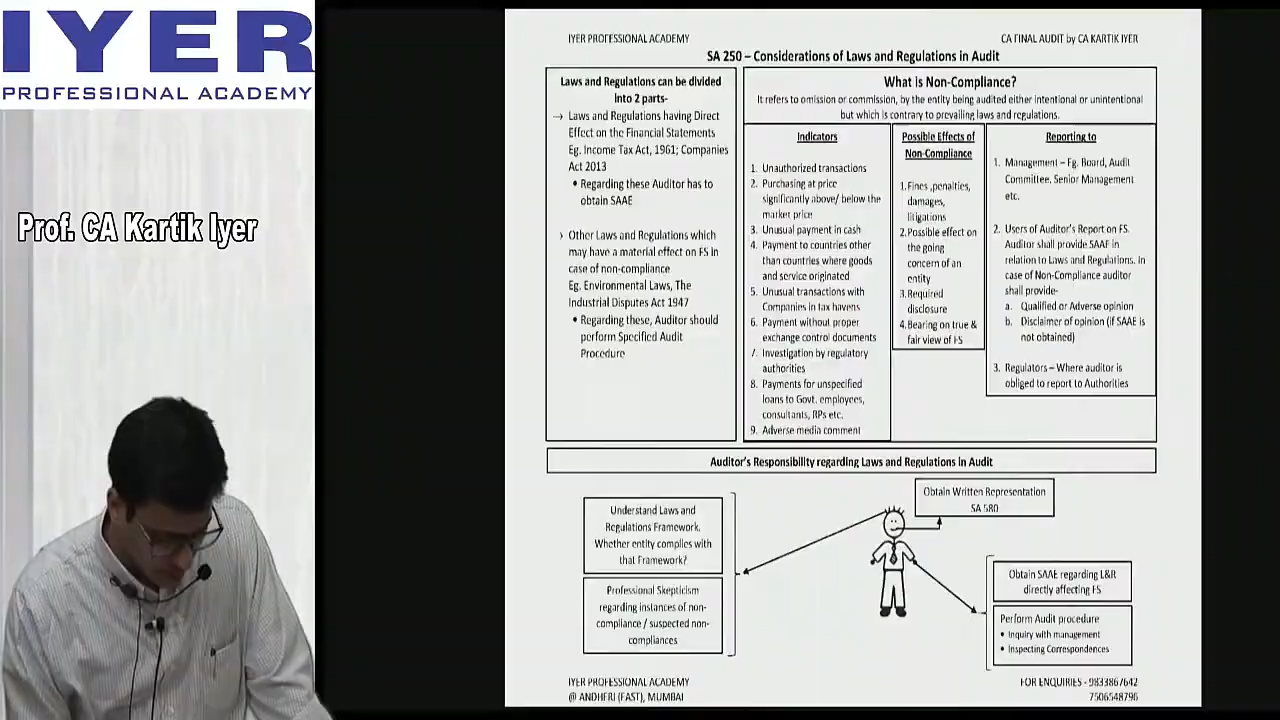 IYER
PROFESSIONAL ACADEMY
Prof. CA Kartik Iyer
IYER PROFESSIONAL ACADEMY
CA FINAL AUDIT by CA KARTIK IYER
SA 250 – Considerations of Laws and Regulations in Audit
Laws and Regulations can be divided
into 2 parts-
→ Laws and Regulations having Direct
Effect on the Financial Statements
Eg. Income Tax Act, 1961; Companies
Act 2013
• Regarding these Auditor has to
obtain SAAE
Other Laws and Regulations which
may have a material effect on FS in
case of non-compliance
Eg. Environmental Laws, The
Industrial Disputes Act 1947
• Regarding these, Auditor should
perform Specified Audit
Procedure
What is Non-Compliance?
It refers to omission or commission, by the entity being audited either intentional or unintentional
but which is contrary to prevailing laws and regulations.
Indicators
1. Unauthorized transactions
2. Purchasing at price
significantly above/ below the
market price
3. Unusual payment in cash
4. Payment to countries other
than countries where goods
and service originated
5. Unusual transactions with
Companies in tax havens
6. Payment without proper
exchange control documents
7. Investigation by regulatory
authorities
8. Payments for unspecified
loans to Govt. employees,
consultants, RPs etc.
9. Adverse media comment
Possible Effects of
Non-Compliance
1.Fines ,penalties,
damages,
litigations
2.Possible effect on
the going
concern of an
entity
3.Required
disclosure
4.Bearing on true &
fair view of FS
Reporting to
1. Management – Eg. Board, Audit
Committee, Senior Management
etc.
2. Users of Auditor's Report on FS.
Auditor shall provide SAAE in
relation to Laws and Regulations. In
case of Non-Compliance auditor
shall provide-
a. Qualified or Adverse opinion
b. Disclaimer of opinion (if SAAE is
not obtained)
3. Regulators – Where auditor is
obliged to report to Authorities
Auditor's Responsibility regarding Laws and Regulations in Audit
Understand Laws and
Regulations Framework.
Whether entity complies with
that Framework?
Professional Skepticism
regarding instances of non-
compliance / suspected non-
compliances
Obtain Written Representation
SA 580
Obtain SAAE regarding L&R
directly affecting FS
Perform Audit procedure
• Inquiry with management
• Inspecting Correspondences
IYER PROFESSIONAL ACADEMY
@ ANDHERI (EAST), MUMBAI
FOR ENQUIRIES - 9833867642
7506548796